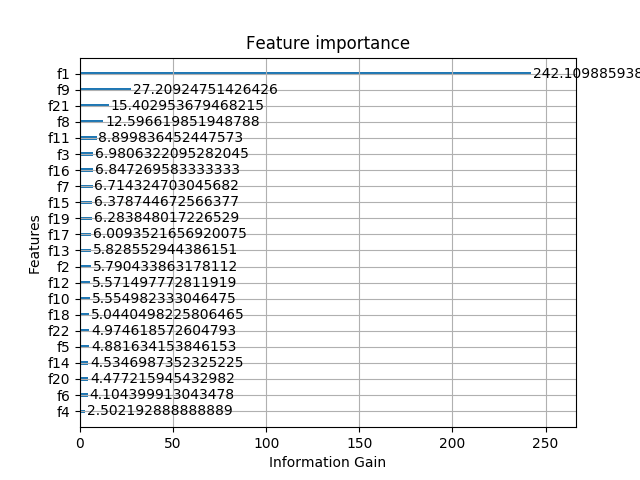 Feature importance
f1 242.109885938
f9 27.20924751426426
f21 15.402953679468215
f8 12.596619851948788
f11 8.899836452447573
f3 6.9806322095282045
f16 6.847269583333333
f7 6.714324703045682
f15 6.378744672566377
f19 6.283848017226529
f17 6.0093521656920075
f13 5.828552944386151
f2 5.790433863178112
f12 5.571497772811919
f10 5.554982333046475
f18 5.0440498225806465
f22 4.974618572604793
f5 4.881634153846153
f14 4.5346987352325225
f20 4.477215945432982
f6 4.104399913043478
f4 2.502192888888889
0 50 100 150 200 250
Information Gain
Features